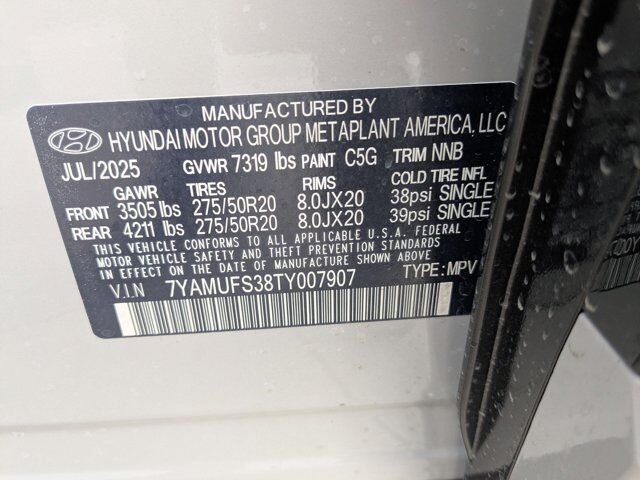 MANUFACTURED BY
HYUNDAI MOTOR GROUP METAPLANT AMERICA, LLC
JUL/2025 GVWR 7319 lbs PAINT C5G TRIM NNB
GAWR TIRES RIMS COLD TIRE INFL
FRONT 3505 lbs 275/50R20 8.0JX20 38psi SINGLE
REAR 4211 lbs 275/50R20 8.0JX20 39psi SINGLE
THIS VEHICLE CONFORMS TO ALL APPLICABLE U.S.A. FEDERAL
MOTOR VEHICLE SAFETY AND THEFT PREVENTION STANDARDS
IN EFFECT ON THE DATE OF MANUFACTURE SHOWN ABOVE
V.I.N 7YAMUFS38TY007907 TYPE: MPV